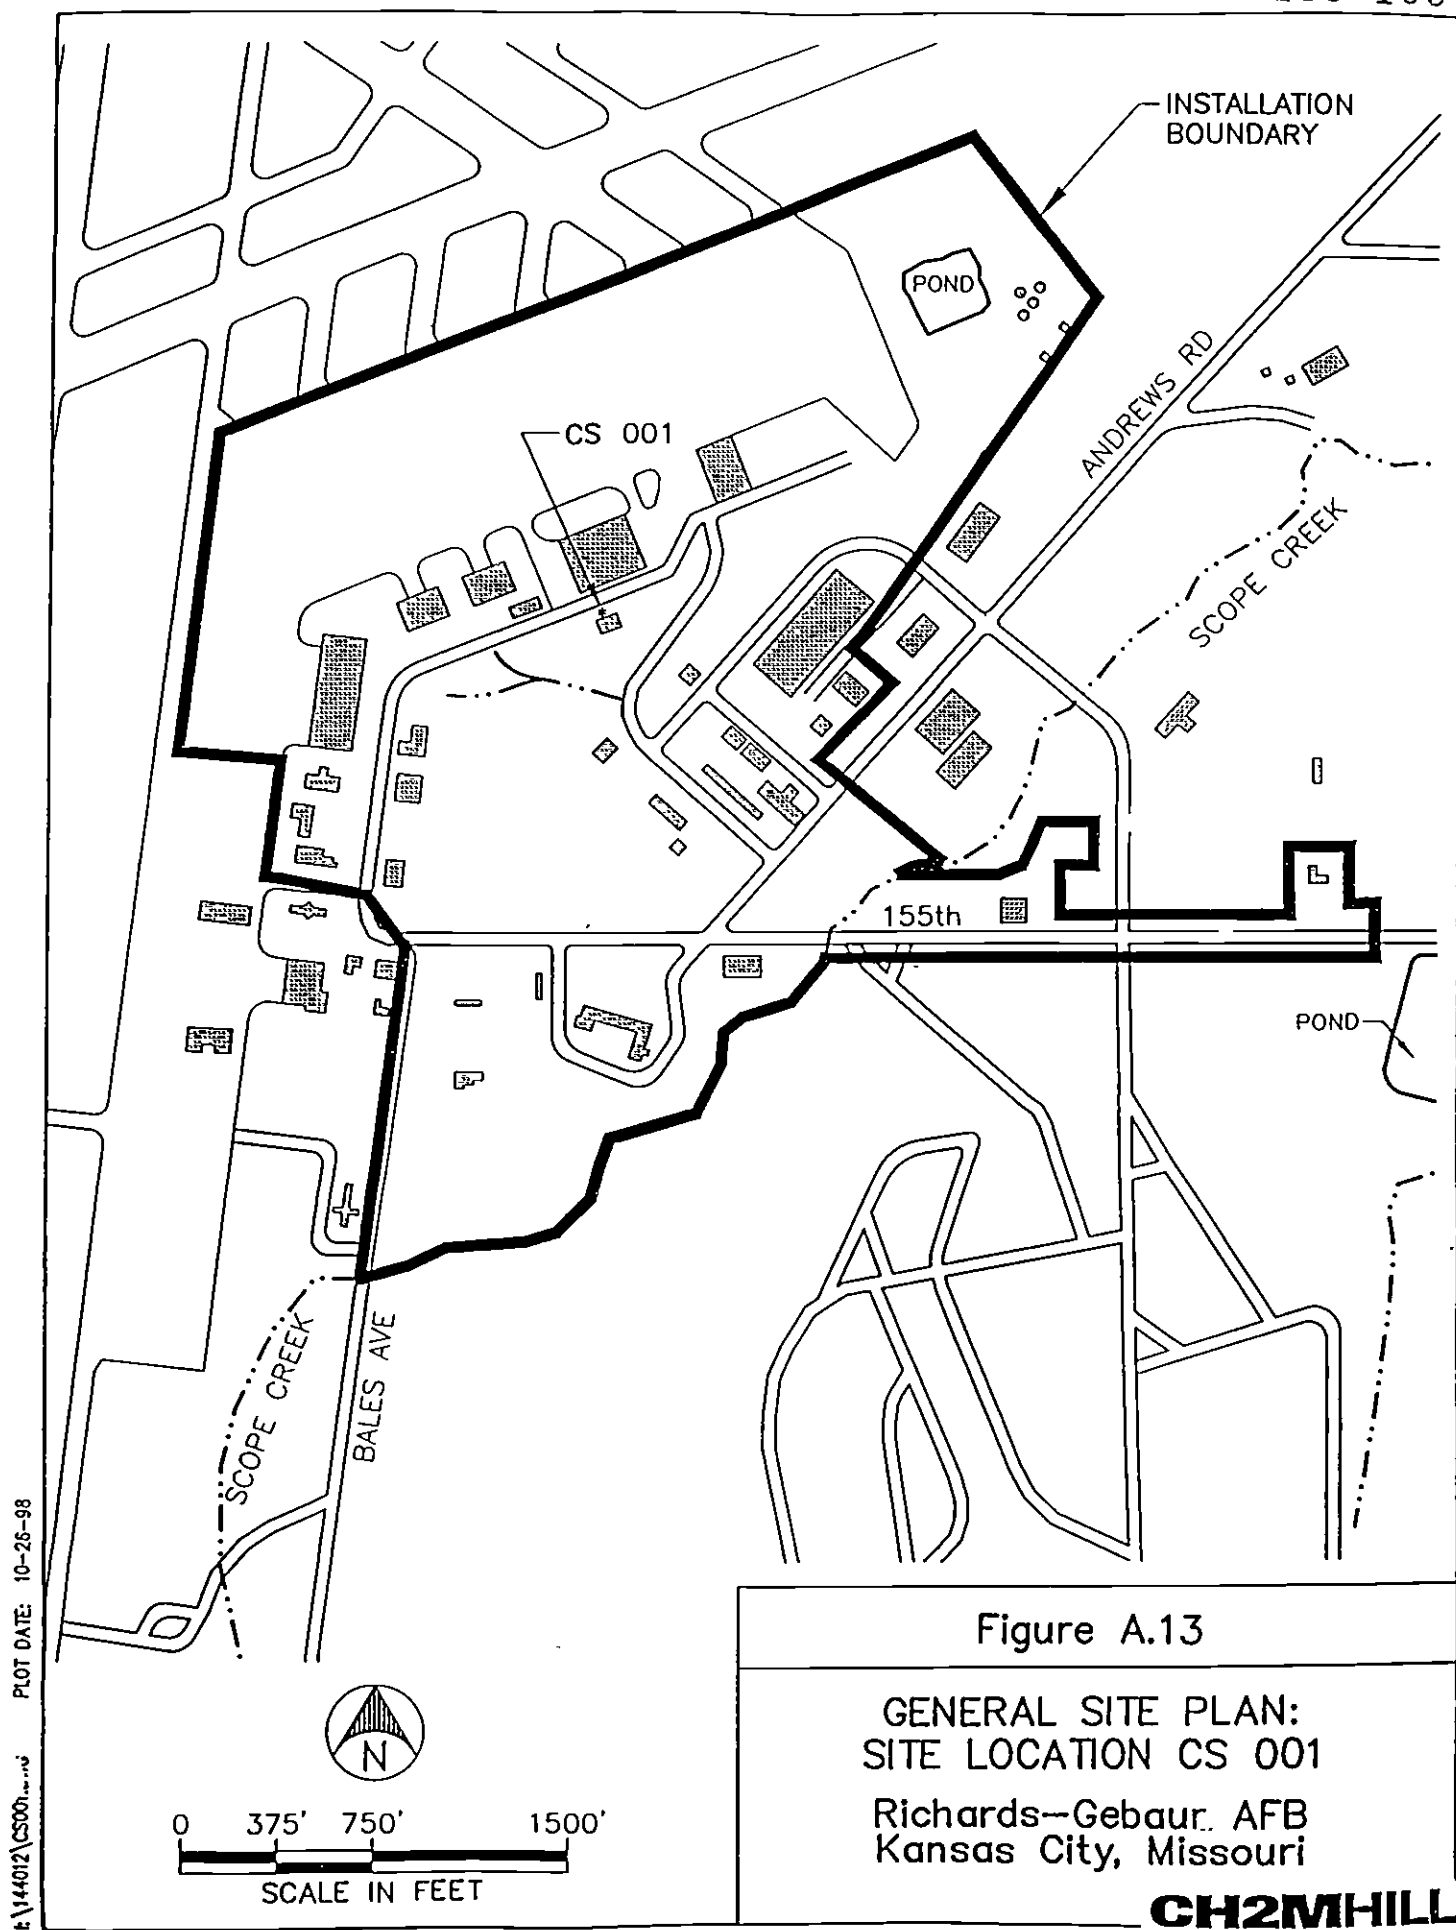 INSTALLATION
BOUNDARY
POND
ANDREWS RD
CS 001
SCOPE CREEK
155th
POND
SCOPE CREEK
BALES AVE
PLOT DATE: 10-26-98
N
0 375' 750' 1500'
SCALE IN FEET
Figure A.13
GENERAL SITE PLAN:
SITE LOCATION CS 001
Richards-Gebaur AFB
Kansas City, Missouri
CH2MHILL